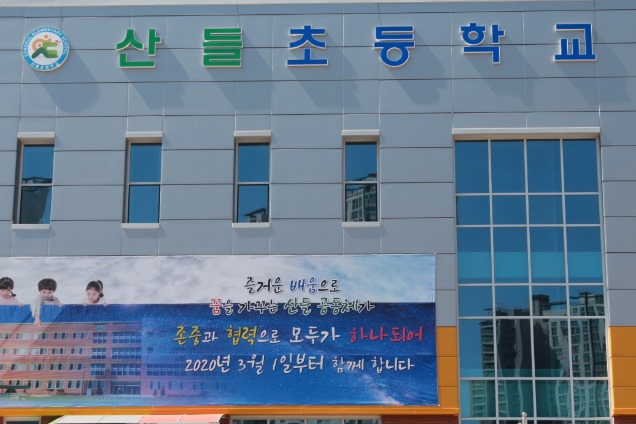 산들초등학교
즐거운 배움으로
꿈을 가꾸는 산들 공동체가
존중과 협력으로 모두가 하나되어
2020년 3월 1일부터 함께 합니다